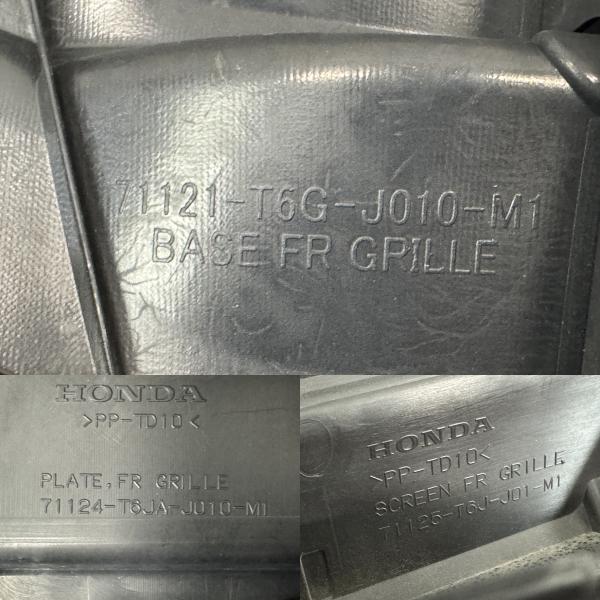 71121-T6G-J010-M1
BASE FR GRILLE
HONDA
>PP-TD10<
PLATE, FR GRILLE
71124-T6JA-J010-M1
HONDA
>PP-TD10<
SCREEN FR GRILLE
71125-T6J-J01-M1